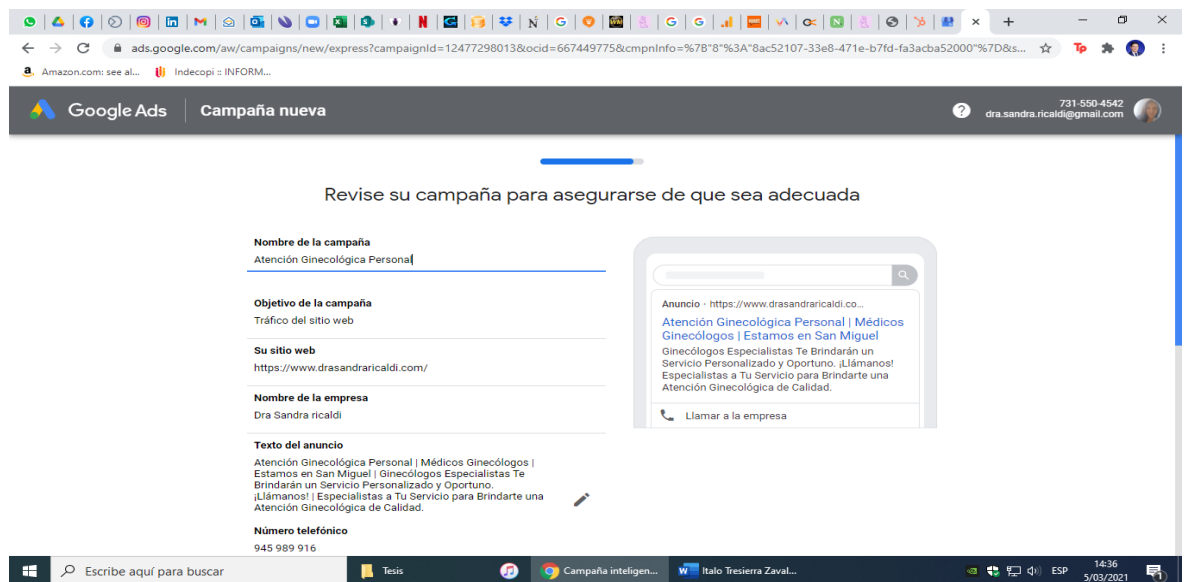 ads.google.com/aw/campaigns/new/express?campaignId=12477298013&ocid=667449775&cmpnInfo=%7B"8"%3A"8ac52107-33e8-471e-b7fd-fa3acba52000"%7D&s...
Amazon.com: see al...
Indecopi :: INFORM...
Google Ads
Campaña nueva
731-550-4542
dra.sandra.ricaldi@gmail.com
Revise su campaña para asegurarse de que sea adecuada
Nombre de la campaña
Atención Ginecológica Personal
Objetivo de la campaña
Tráfico del sitio web
Su sitio web
https://www.drasandraricaldi.com/
Nombre de la empresa
Dra Sandra ricaldi
Texto del anuncio
Atención Ginecológica Personal | Médicos Ginecólogos |
Estamos en San Miguel | Ginecólogos Especialistas Te
Brindarán un Servicio Personalizado y Oportuno.
¡Llámanos! | Especialistas a Tu Servicio para Brindarte una
Atención Ginecológica de Calidad.
Número telefónico
945 989 916
Anuncio · https://www.drasandraricaldi.co...
Atención Ginecológica Personal | Médicos
Ginecólogos | Estamos en San Miguel
Ginecólogos Especialistas Te Brindarán un
Servicio Personalizado y Oportuno. ¡Llámanos!
Especialistas a Tu Servicio para Brindarte una
Atención Ginecológica de Calidad.
Llamar a la empresa
Escribe aquí para buscar
Tesis
Campaña inteligen...
Italo Tresierra Zaval...
ESP
14:36
5/03/2021